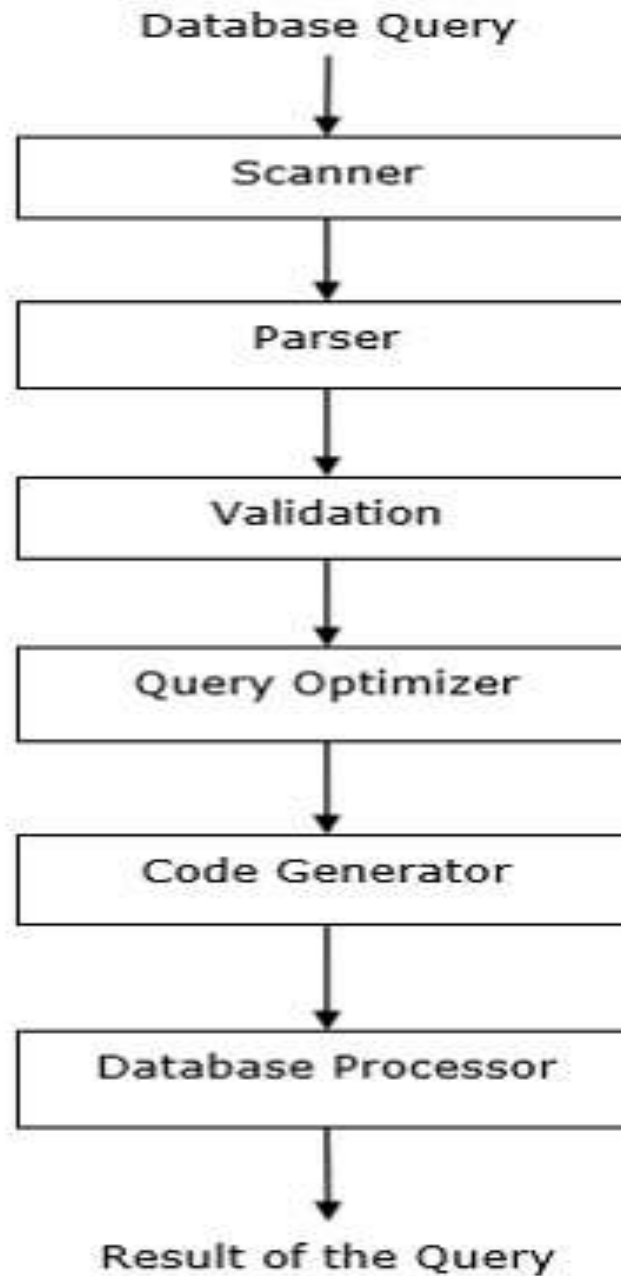 Database Query
Scanner
Parser
Validation
Query Optimizer
Code Generator
Database Processor
Result of the Query